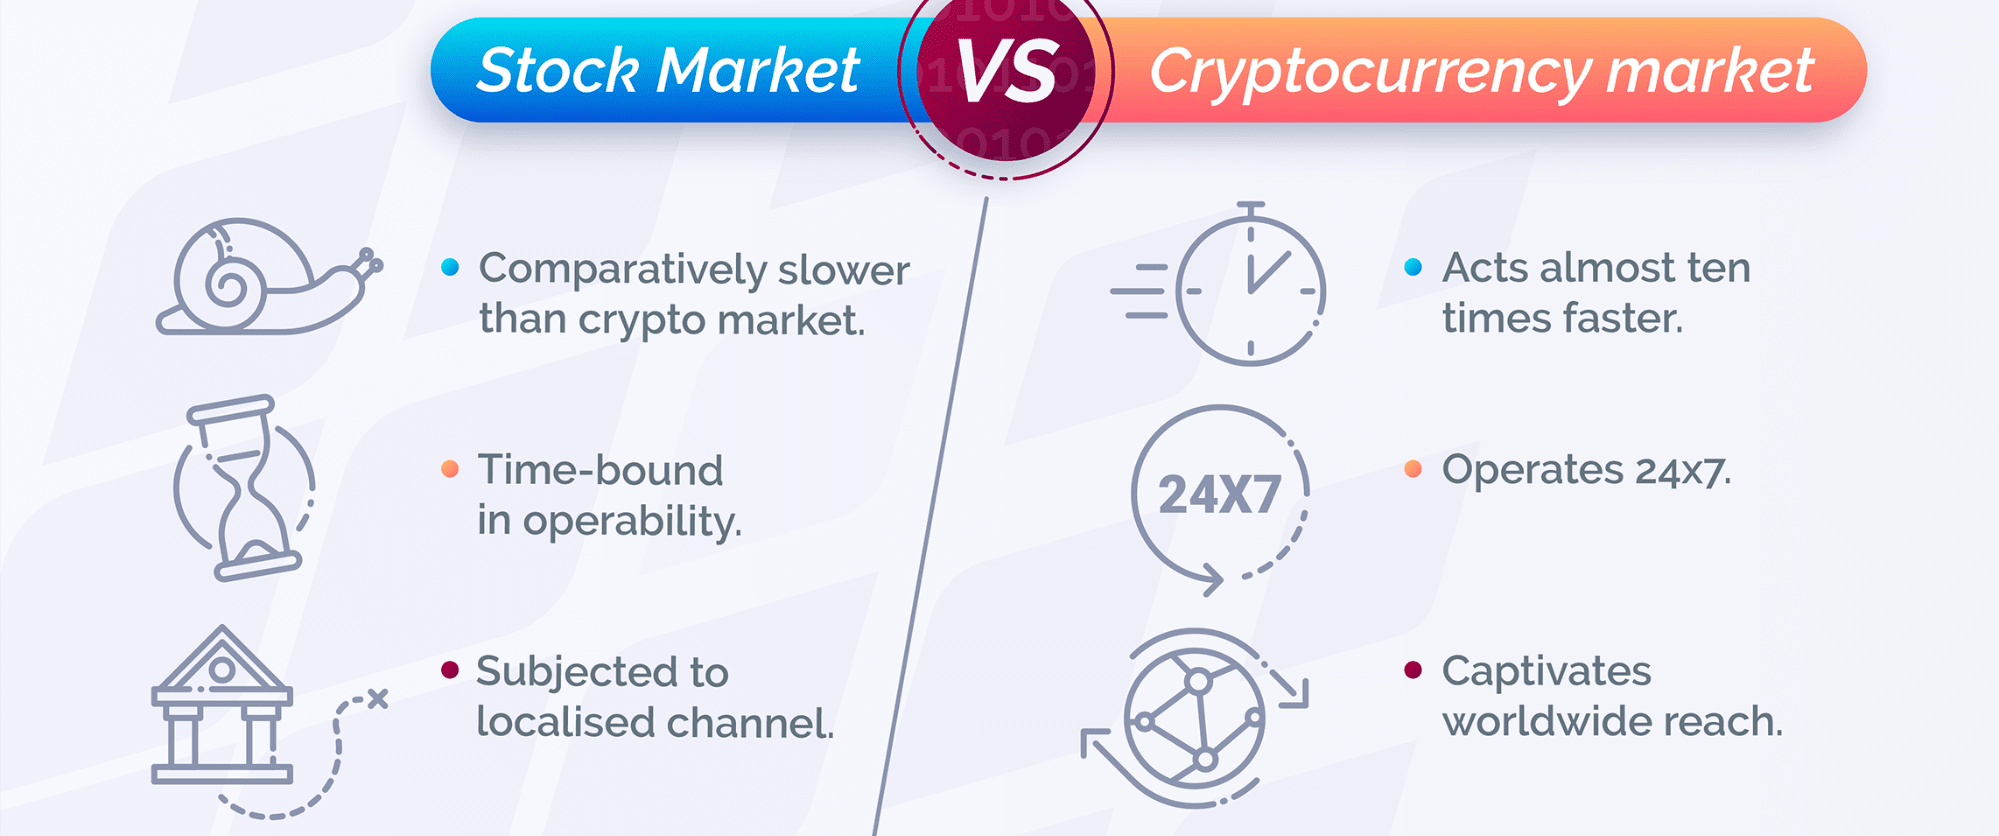 Stock Market
VS
Cryptocurrency market
Comparatively slower
than crypto market.
Acts almost ten
times faster.
Time-bound
in operability.
24X7
Operates 24x7.
Subjected to
localised channel.
Captivates
worldwide reach.